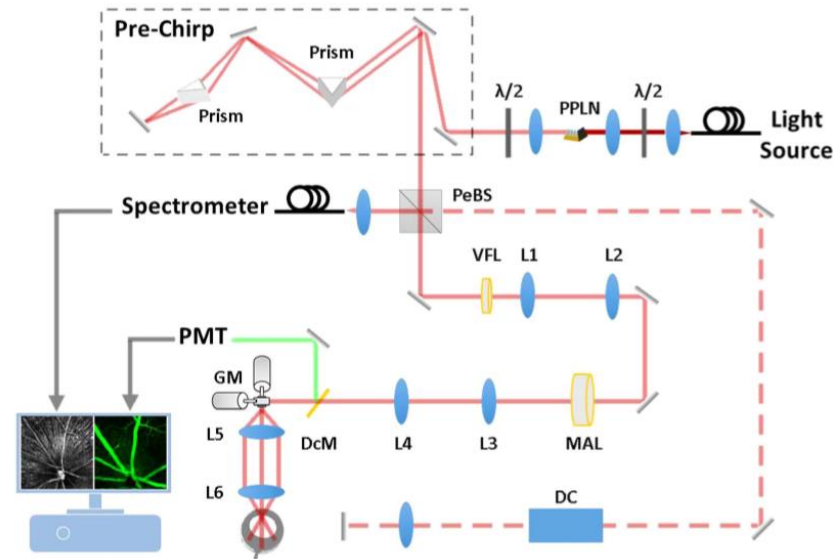 Pre-Chirp
Prism
Prism
λ/2
PPLN
λ/2
Light
Source
Spectrometer
PeBS
VFL
L1
L2
PMT
GM
L5
DcM
L4
L3
MAL
L6
DC